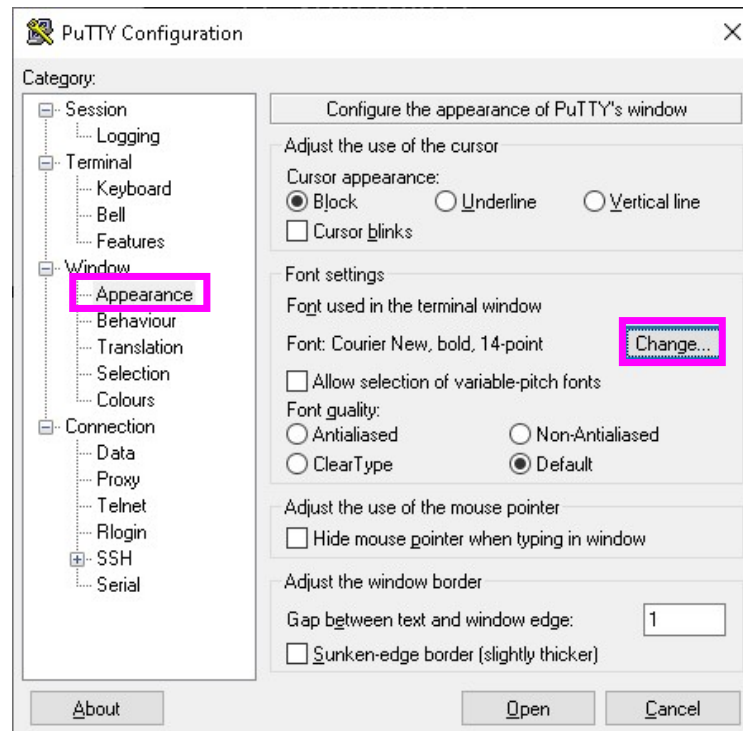 PuTTY Configuration
Category:
Session
Logging
Terminal
Keyboard
Bell
Features
Window
Appearance
Behaviour
Translation
Selection
Colours
Connection
Data
Proxy
Telnet
Rlogin
SSH
Serial
Configure the appearance of PuTTY's window
Adjust the use of the cursor
Cursor appearance:
Block Underline Vertical line
Cursor blinks
Font settings
Font used in the terminal window
Font: Courier New, bold, 14-point Change...
Allow selection of variable-pitch fonts
Font quality:
Antialiased Non-Antialiased
ClearType Default
Adjust the use of the mouse pointer
Hide mouse pointer when typing in window
Adjust the window border
Gap between text and window edge: 1
Sunken-edge border (slightly thicker)
About Open Cancel